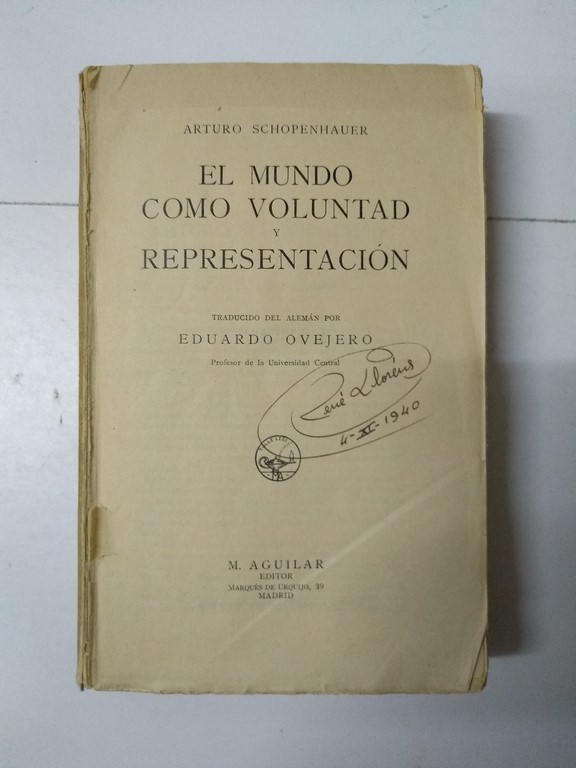 ARTURO SCHOPENHAUER
EL MUNDO
COMO VOLUNTAD
Y
REPRESENTACIÓN
TRADUCIDO DEL ALEMÁN POR
EDUARDO OVEJERO
Profesor de la Universidad Central
René Lloréns
4-XI-1940
M. AGUILAR
EDITOR
MARQUÉS DE URQUIJO, 39
MADRID